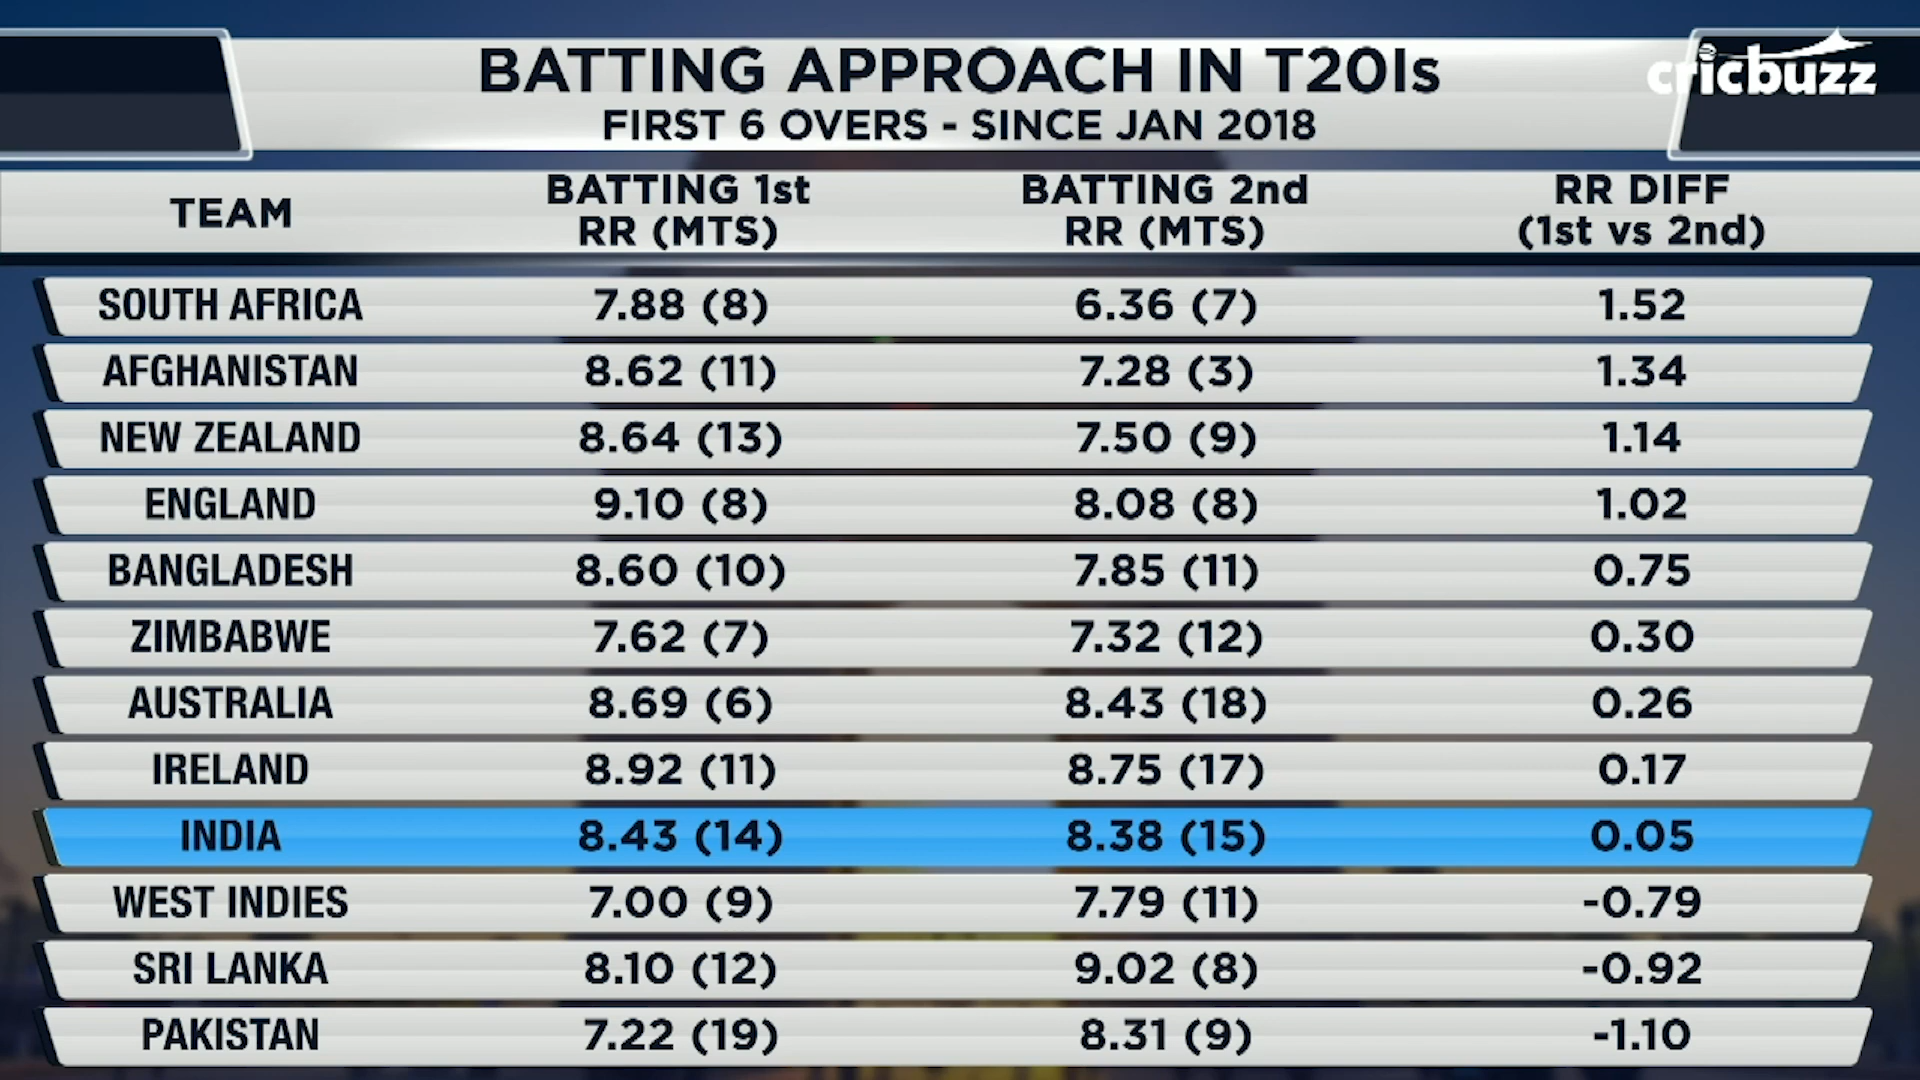 BATTING APPROACH IN T20Is
cricbuzz
FIRST 6 OVERS - SINCE JAN 2018
TEAM BATTING 1st RR (MTS) BATTING 2nd RR (MTS) RR DIFF (1st vs 2nd)
SOUTH AFRICA 7.88 (8) 6.36 (7) 1.52
AFGHANISTAN 8.62 (11) 7.28 (3) 1.34
NEW ZEALAND 8.64 (13) 7.50 (9) 1.14
ENGLAND 9.10 (8) 8.08 (8) 1.02
BANGLADESH 8.60 (10) 7.85 (11) 0.75
ZIMBABWE 7.62 (7) 7.32 (12) 0.30
AUSTRALIA 8.69 (6) 8.43 (18) 0.26
IRELAND 8.92 (11) 8.75 (17) 0.17
INDIA 8.43 (14) 8.38 (15) 0.05
WEST INDIES 7.00 (9) 7.79 (11) -0.79
SRI LANKA 8.10 (12) 9.02 (8) -0.92
PAKISTAN 7.22 (19) 8.31 (9) -1.10